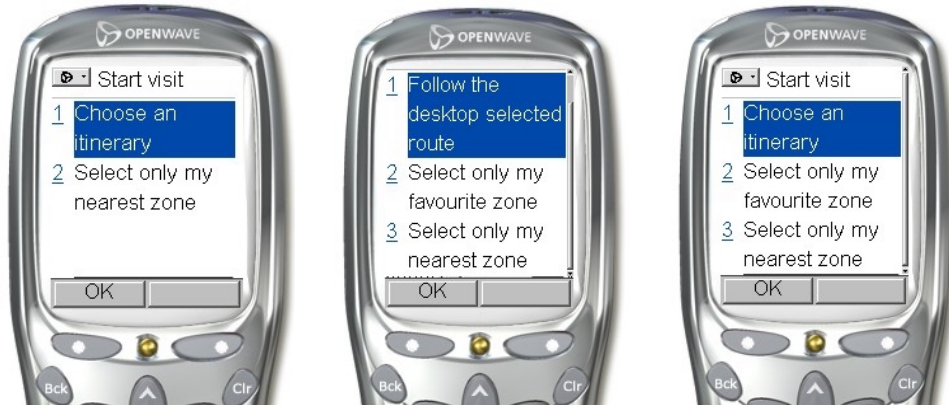 OPENWAVE
Start visit
1 Choose an
itinerary
2 Select only my
nearest zone
OK
Bck
Clr
OPENWAVE
1 Follow the
desktop selected
route
2 Select only my
favourite zone
3 Select only my
nearest zone
OK
Bck
Clr
OPENWAVE
Start visit
1 Choose an
itinerary
2 Select only my
favourite zone
3 Select only my
nearest zone
OK
Bck
Clr